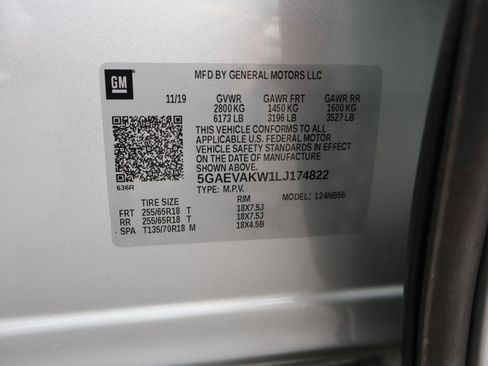 GM
MFD BY GENERAL MOTORS LLC
11/19 GVWR GAWR FRT GAWR RR
2800 KG 1450 KG 1600 KG
6173 LB 3196 LB 3527 LB
THIS VEHICLE CONFORMS TO ALL
APPLICABLE U.S. FEDERAL MOTOR
VEHICLE SAFETY STANDARDS IN EFFECT
ON THE DATE OF MANUFACTURE
SHOWN ABOVE.
5GAEVAKW1LJ174822
636R
TYPE: M.P.V. MODEL: 124NB56
TIRE SIZE RIM
FRT 255/65R18 T 18X7.5J
RR 255/65R18 T 18X7.5J
SPA T135/70R18 M 18X4.5B